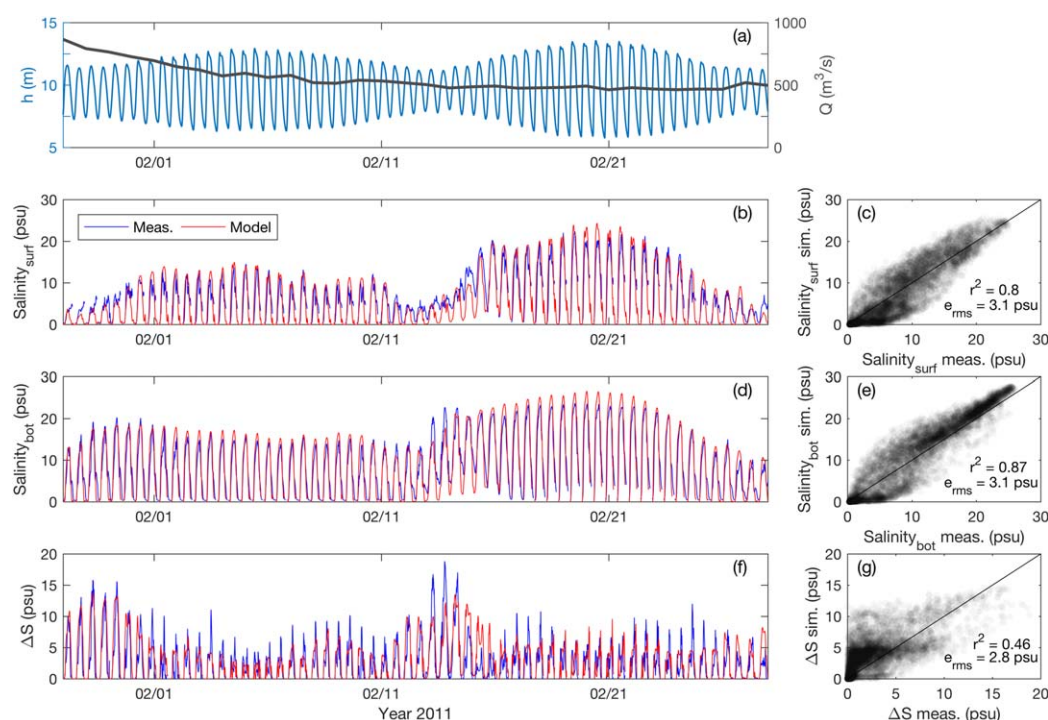 15
10
5
h (m)
(a)
1000
500
0
Q (m³/s)
02/01
02/11
02/21
30
20
10
0
Salinity_surf (psu)
Meas.
Model
(b)
02/01
02/11
02/21
30
20
10
0
Salinity_surf sim. (psu)
(c)
r² = 0.8
e_rms = 3.1 psu
0
10
20
30
Salinity_surf meas. (psu)
30
20
10
0
Salinity_bot (psu)
(d)
02/01
02/11
02/21
30
20
10
0
Salinity_bot sim. (psu)
(e)
r² = 0.87
e_rms = 3.1 psu
0
10
20
30
Salinity_bot meas. (psu)
20
15
10
5
0
ΔS (psu)
(f)
02/01
02/11
02/21
Year 2011
20
15
10
5
0
ΔS sim. (psu)
(g)
r² = 0.46
e_rms = 2.8 psu
0
5
10
15
20
ΔS meas. (psu)